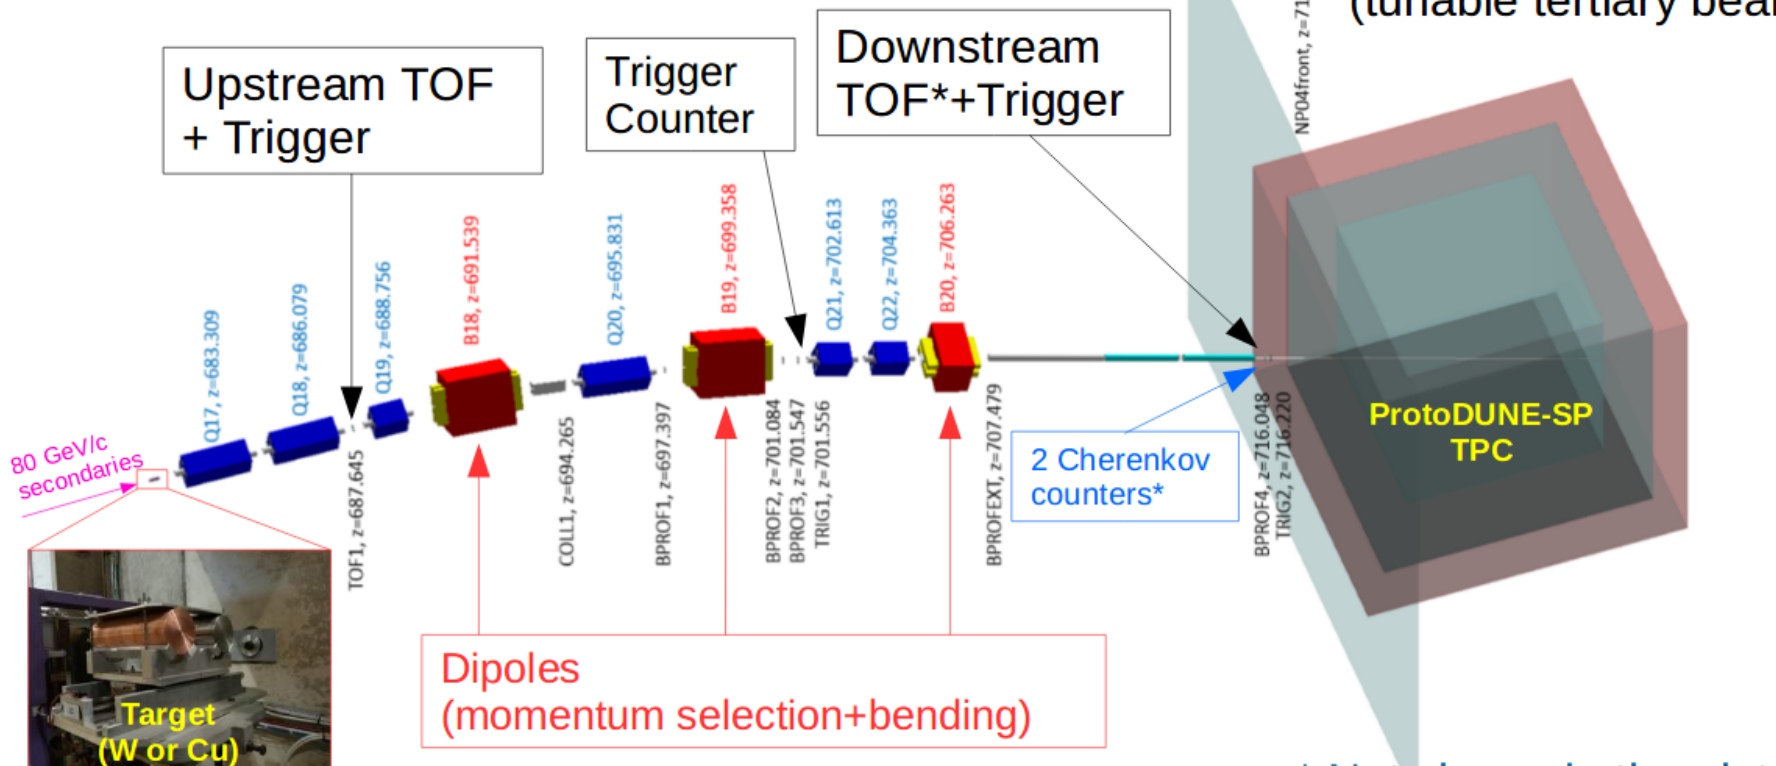 (tunable tertiary bea
Upstream TOF
+ Trigger
Trigger
Counter
Downstream
TOF*+Trigger
NP04front, z=71
Q17, z=683.309
Q18, z=686.079
Q19, z=688.756
B18, z=691.539
Q20, z=695.831
B19, z=699.358
Q21, z=702.613
Q22, z=704.363
B20, z=706.263
80 GeV/c
secondaries
TOF1, z=687.645
COLL1, z=694.265
BPROF1, z=697.397
BPROF2, z=701.084
BPROF3, z=701.547
TRIG1, z=701.556
BPROFEXT, z=707.479
2 Cherenkov
counters*
BPROF4, z=716.048
TRIG2, z=716.220
ProtoDUNE-SP
TPC
Dipoles
(momentum selection+bending)
Target
(W or Cu)